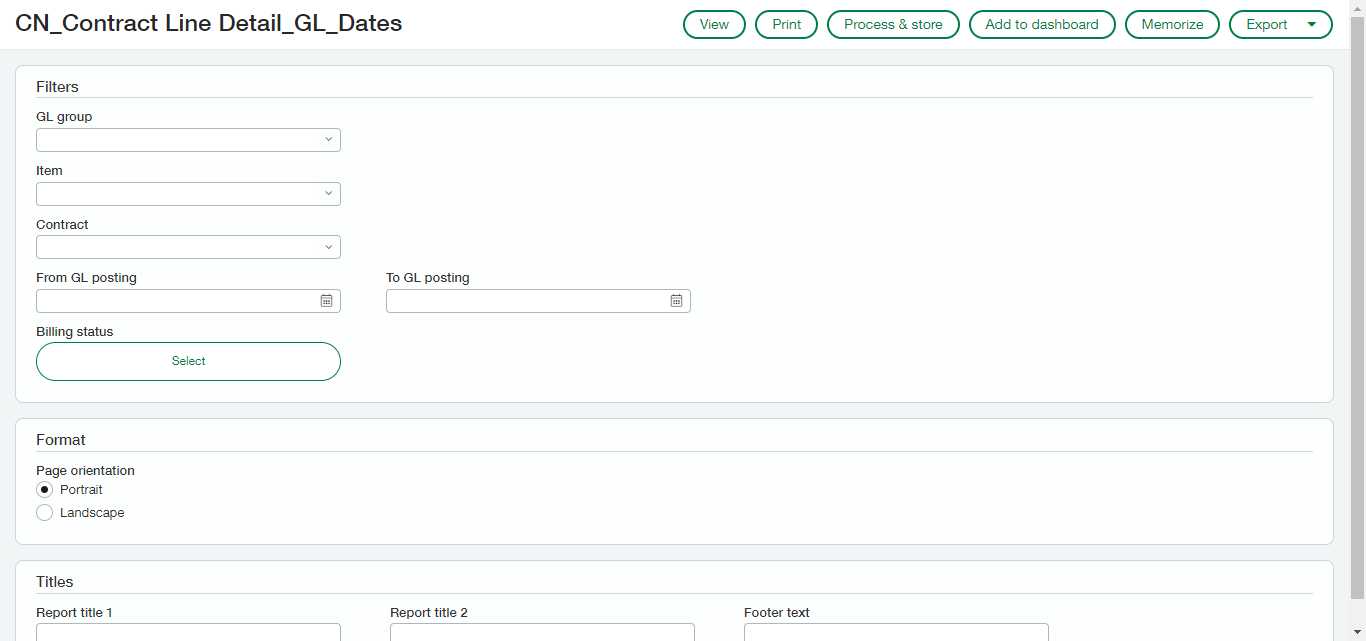 CN_Contract Line Detail_GL_Dates
View Print Process & store Add to dashboard Memorize Export
Filters
GL group
Item
Contract
From GL posting To GL posting
Billing status
Select
Format
Page orientation
Portrait
Landscape
Titles
Report title 1 Report title 2 Footer text